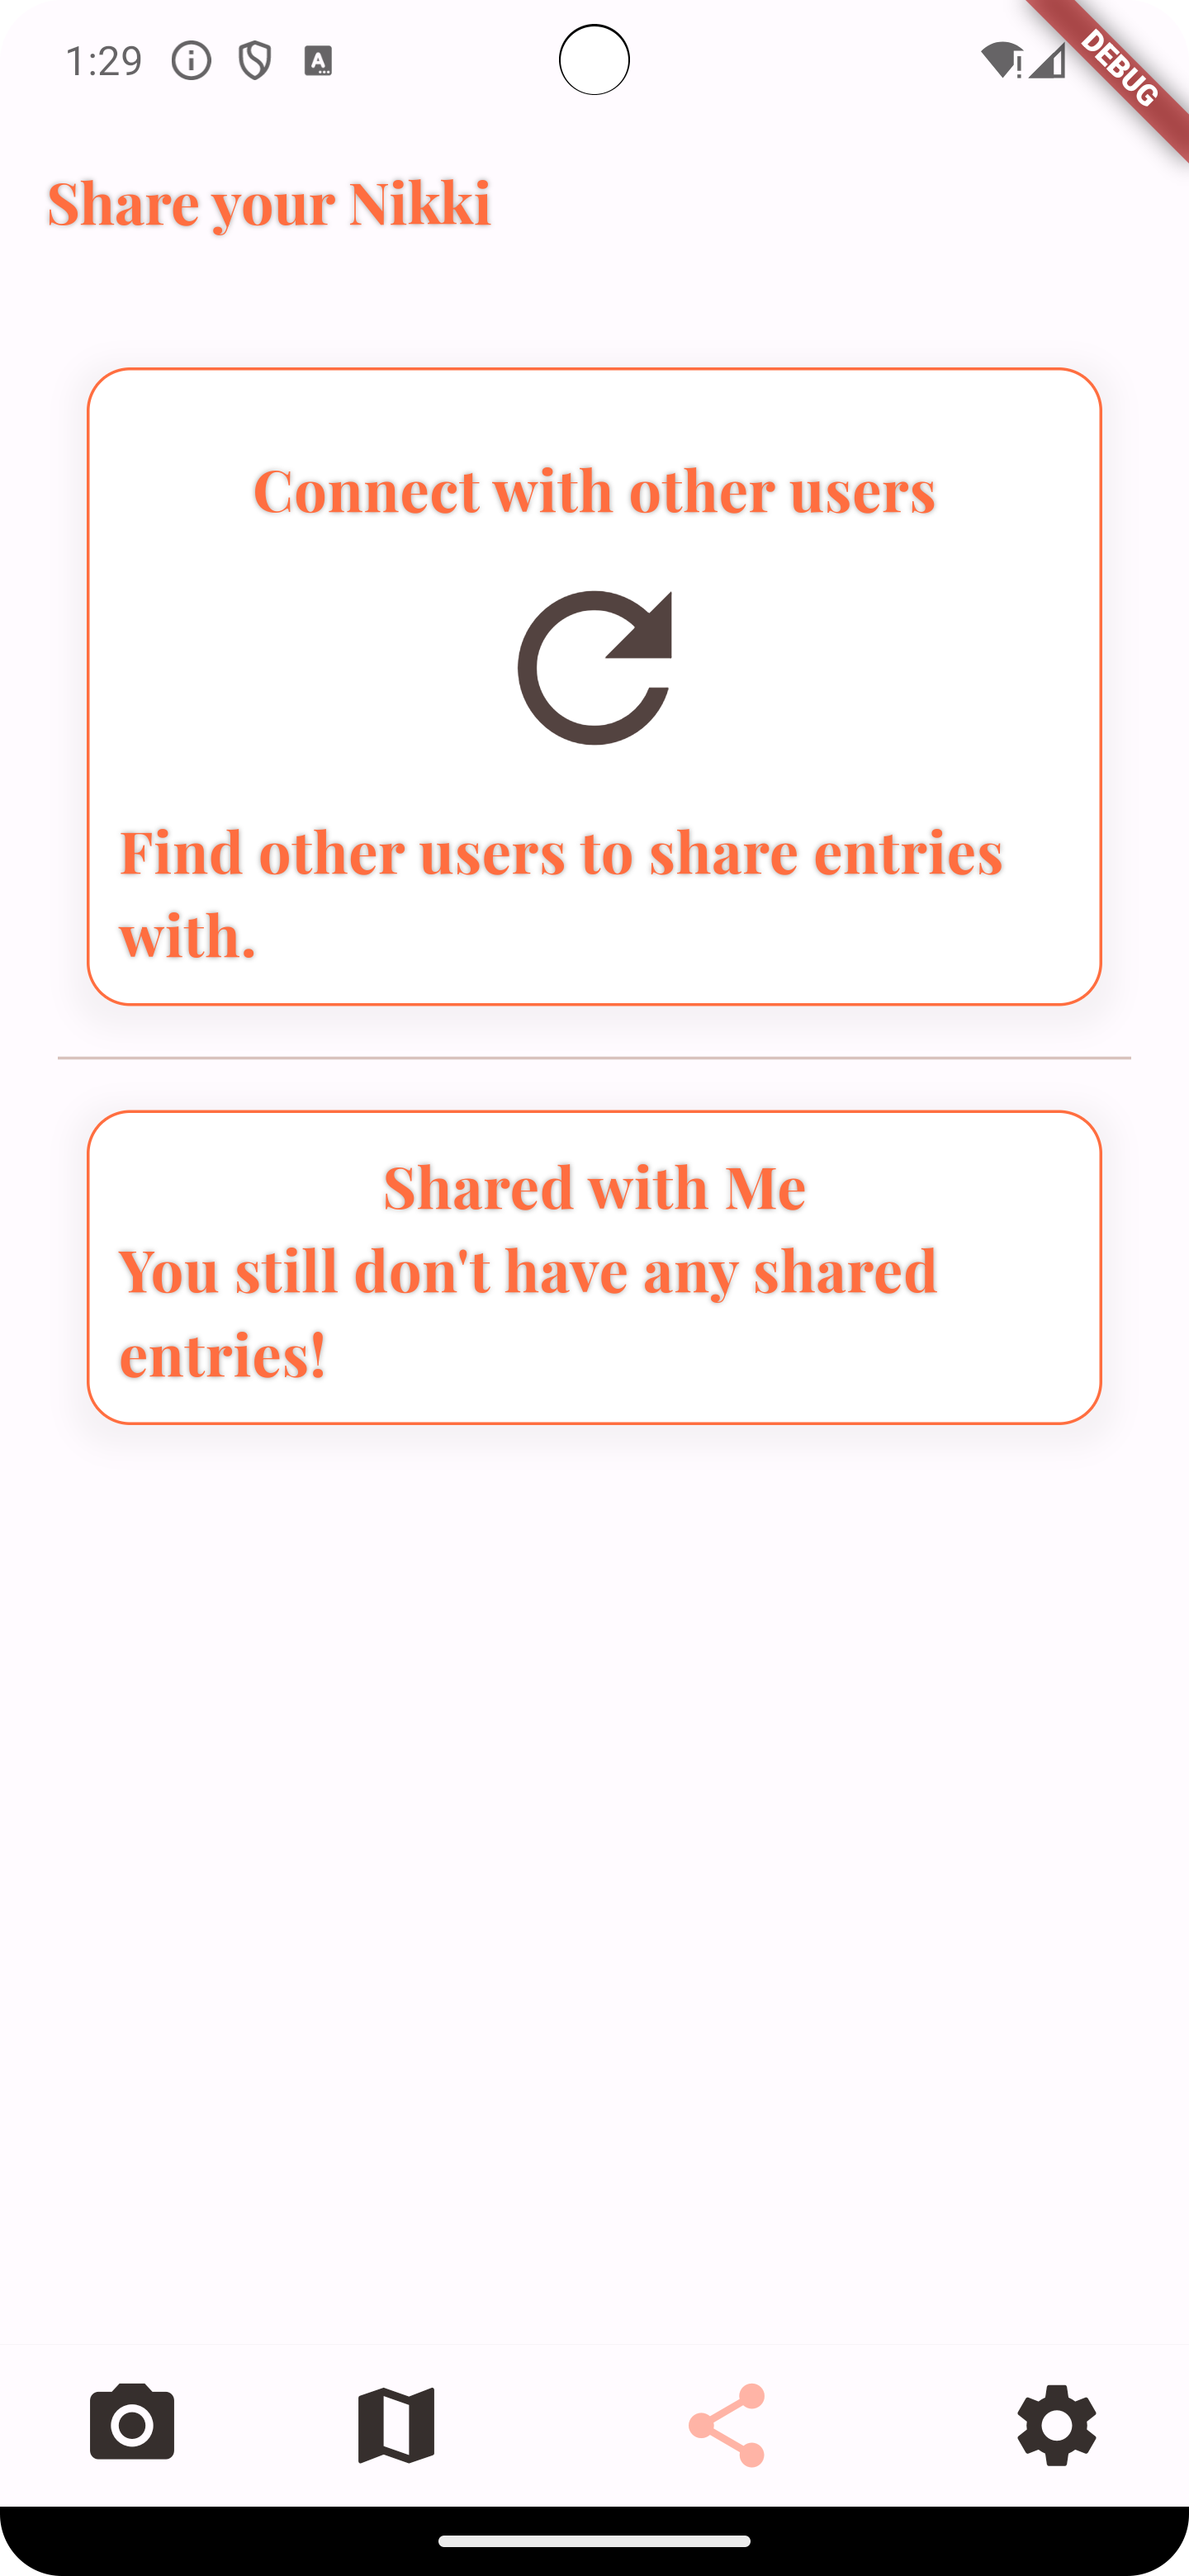 1:29
DEBUG
Share your Nikki
Connect with other users
Find other users to share entries
with.
Shared with Me
You still don't have any shared
entries!